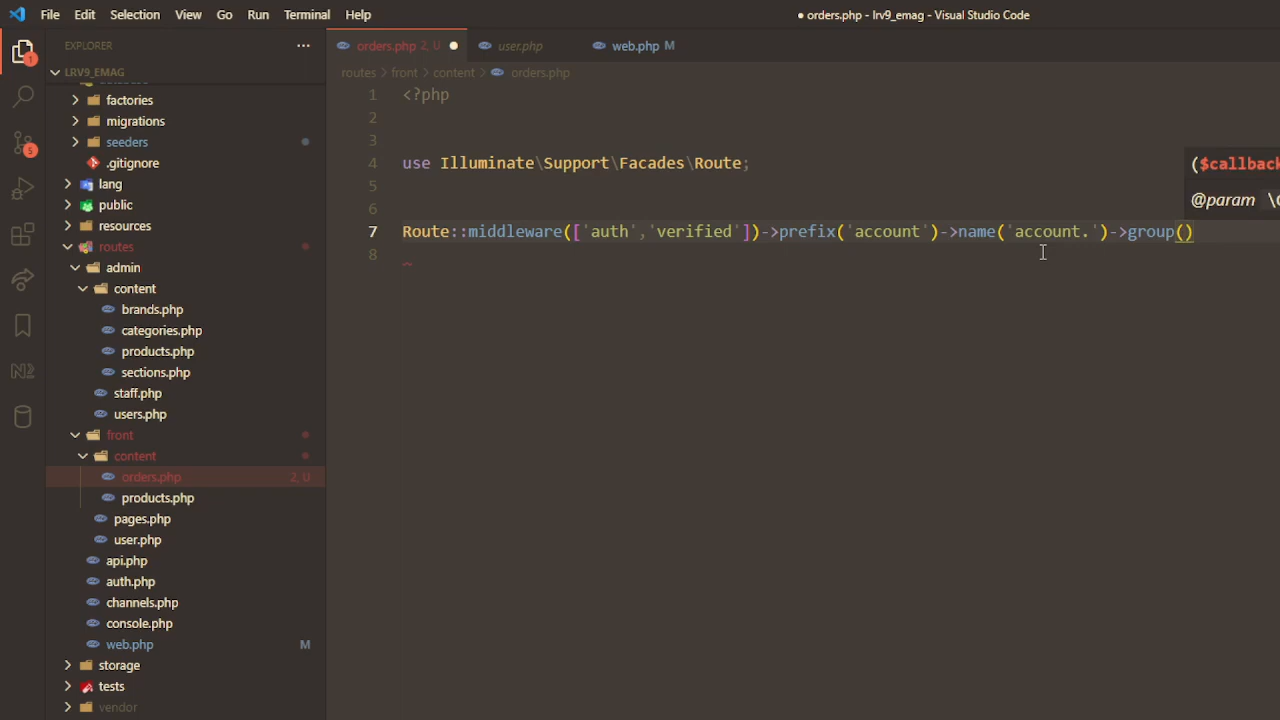 File Edit Selection View Go Run Terminal Help
● orders.php - lrv9_emag - Visual Studio Code
EXPLORER
LRV9_EMAG
factories
migrations
seeders
.gitignore
lang
public
resources
routes
admin
content
brands.php
categories.php
products.php
sections.php
staff.php
users.php
front
content
orders.php 2, U
products.php
pages.php
user.php
api.php
auth.php
channels.php
console.php
web.php M
storage
tests
vendor
1
5
orders.php 2, U
user.php
web.php M
routes > front > content > orders.php
1 <?php
2
3
4 use Illuminate\Support\Facades\Route;
5
6
7 Route::middleware(['auth','verified'])->prefix('account')->name('account.')->group()
8
($callback
@param \